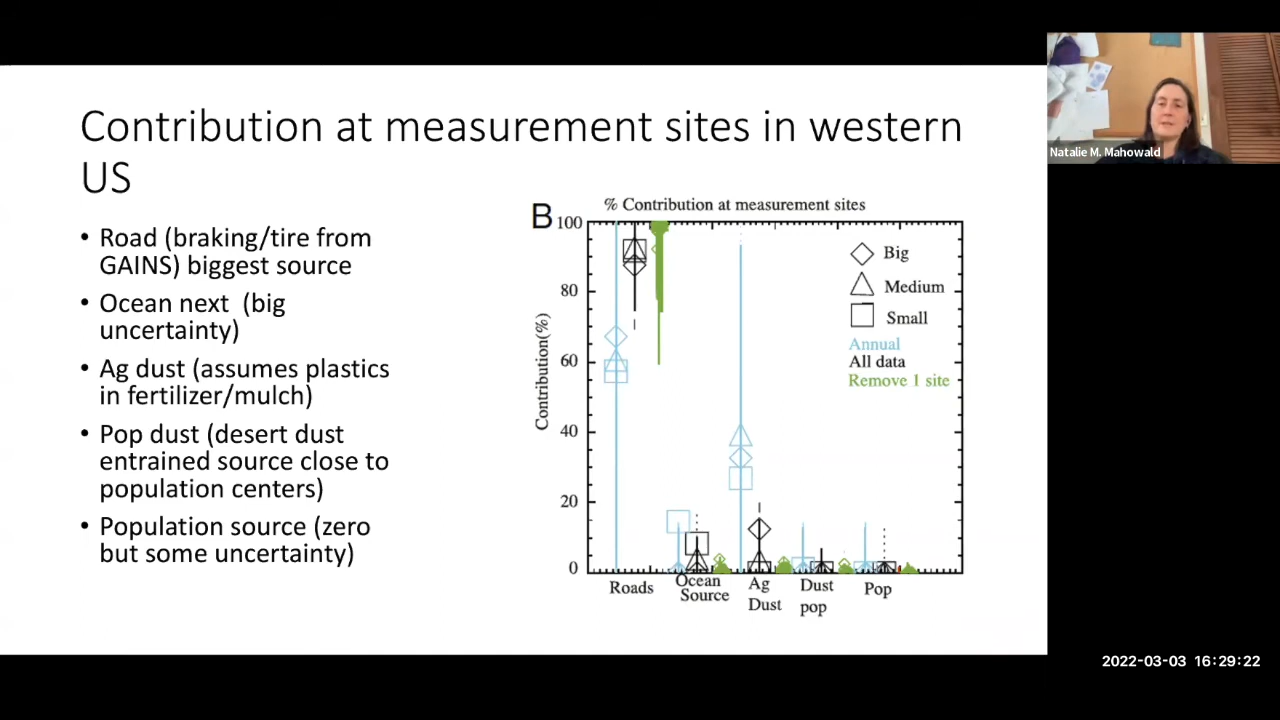 Contribution at measurement sites in western
US
• Road (braking/tire from
GAINS) biggest source
• Ocean next (big
uncertainty)
• Ag dust (assumes plastics
in fertilizer/mulch)
• Pop dust (desert dust
entrained source close to
population centers)
• Population source (zero
but some uncertainty)
B
% Contribution at measurement sites
Contribution(%)
100
80
60
40
20
0
Big
Medium
Small
Annual
All data
Remove 1 site
Roads
Ocean
Source
Ag
Dust
Dust
pop
Pop
Natalie M. Mahowald
2022-03-03 16:29:22